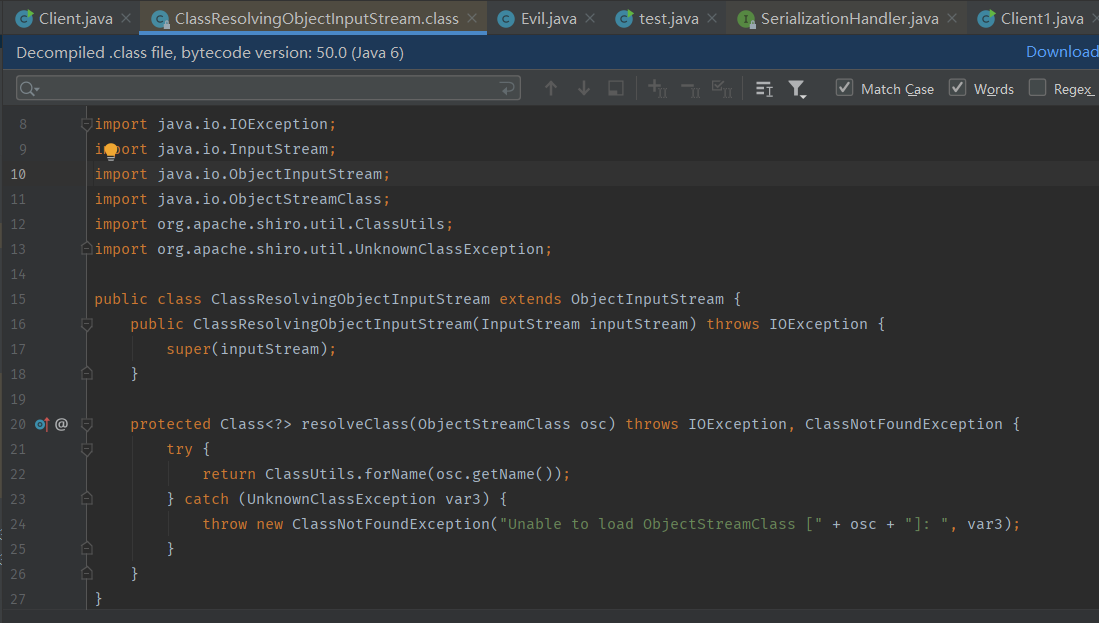 Client.java ClassResolvingObjectInputStream.class Evil.java test.java SerializationHandler.java Client1.java
Decompiled .class file, bytecode version: 50.0 (Java 6) Download
Match Case Words Regex
8 import java.io.IOException;
9 import java.io.InputStream;
10 import java.io.ObjectInputStream;
11 import java.io.ObjectStreamClass;
12 import org.apache.shiro.util.ClassUtils;
13 import org.apache.shiro.util.UnknownClassException;
14
15 public class ClassResolvingObjectInputStream extends ObjectInputStream {
16 public ClassResolvingObjectInputStream(InputStream inputStream) throws IOException {
17 super(inputStream);
18 }
19
20 @ protected Class<?> resolveClass(ObjectStreamClass osc) throws IOException, ClassNotFoundException {
21 try {
22 return ClassUtils.forName(osc.getName());
23 } catch (UnknownClassException var3) {
24 throw new ClassNotFoundException("Unable to load ObjectStreamClass [" + osc + "]: ", var3);
25 }
26 }
27 }